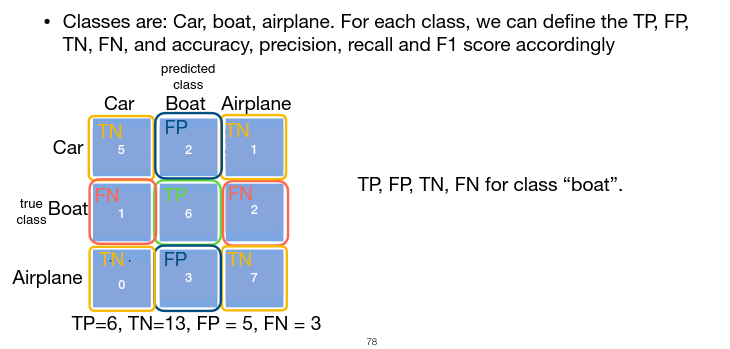 • Classes are: Car, boat, airplane. For each class, we can define the TP, FP,
TN, FN, and accuracy, precision, recall and F1 score accordingly
predicted
class
Car Boat Airplane
TN FP TN
Car 5 2 1
TP, FP, TN, FN for class “boat”.
FN TP FN
true
class
Boat 1 6 2
TN FP TN
Airplane 0 3 7
TP=6, TN=13, FP = 5, FN = 3
78